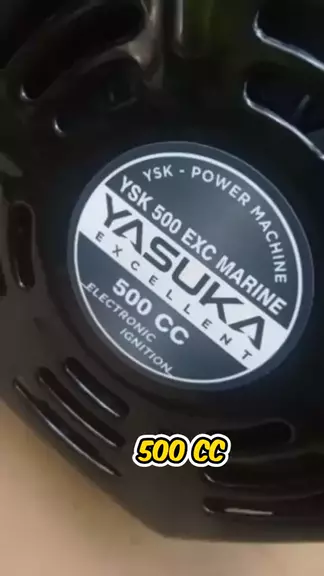 YSK - POWER MACHINE
YSK 500 EXC MARINE
YASUKA
EXCELLENT
500 CC
ELECTRONIC
IGNITION
500 CC